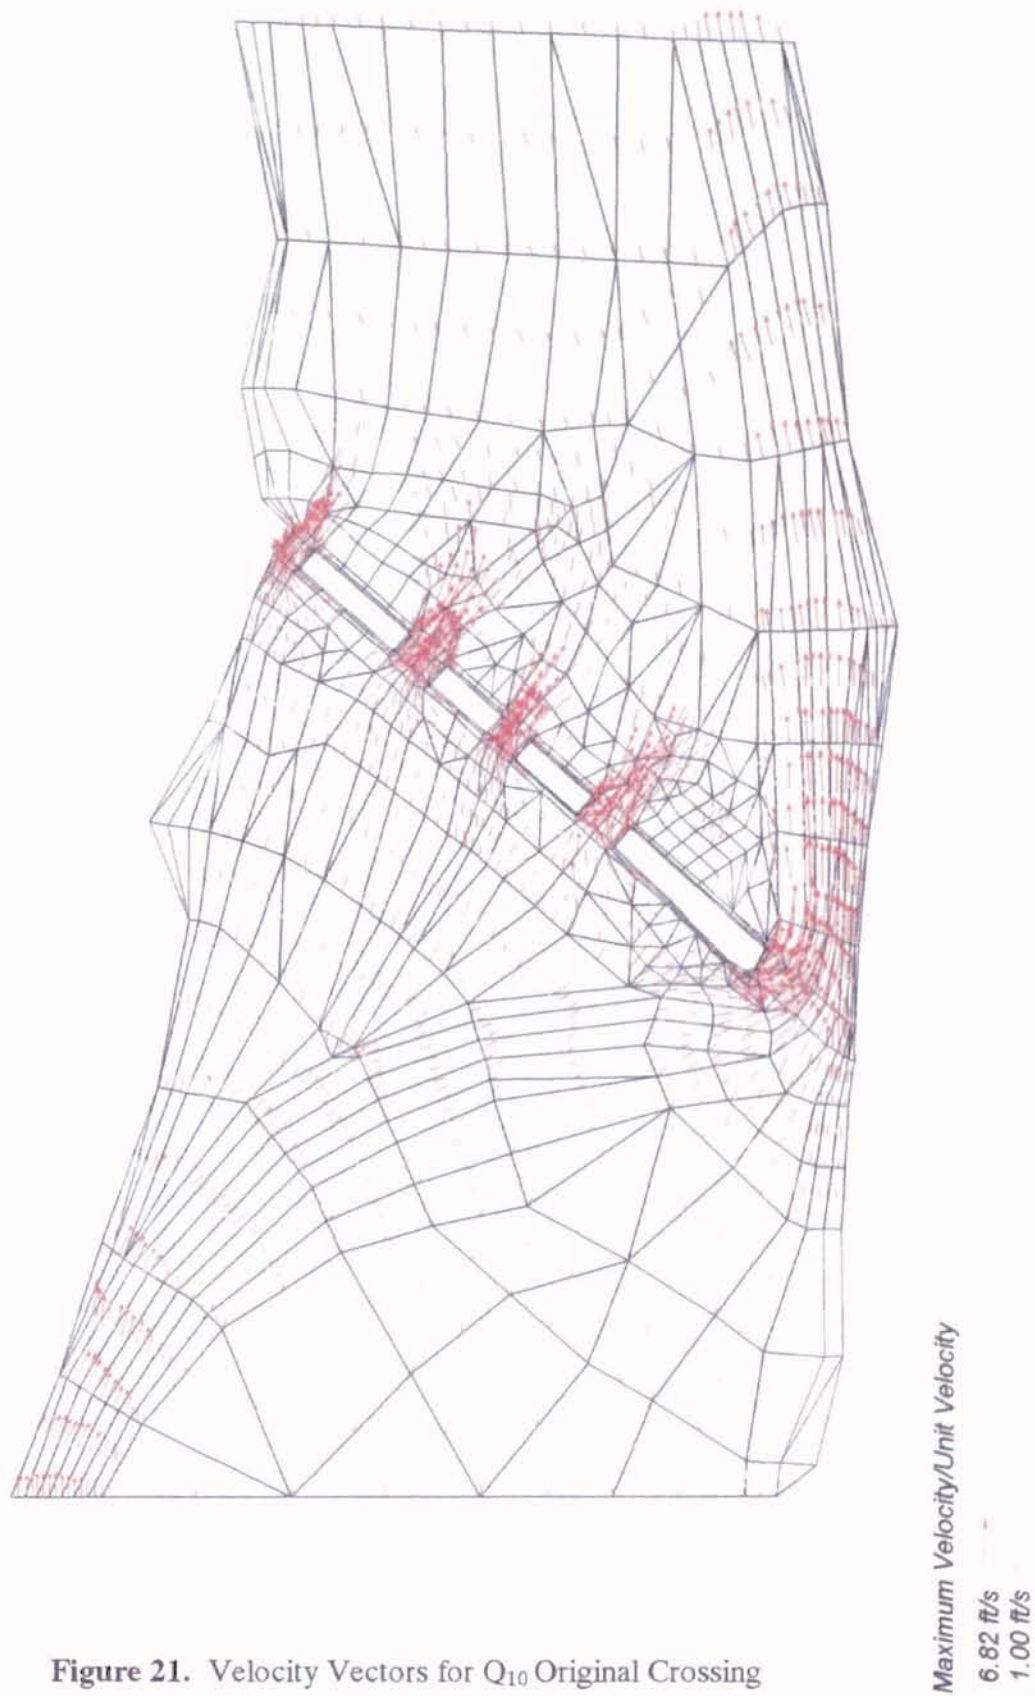 Maximum Velocity/Unit Velocity
6.82 ft/s
1.00 ft/s
Figure 21. Velocity Vectors for Q10 Original Crossing